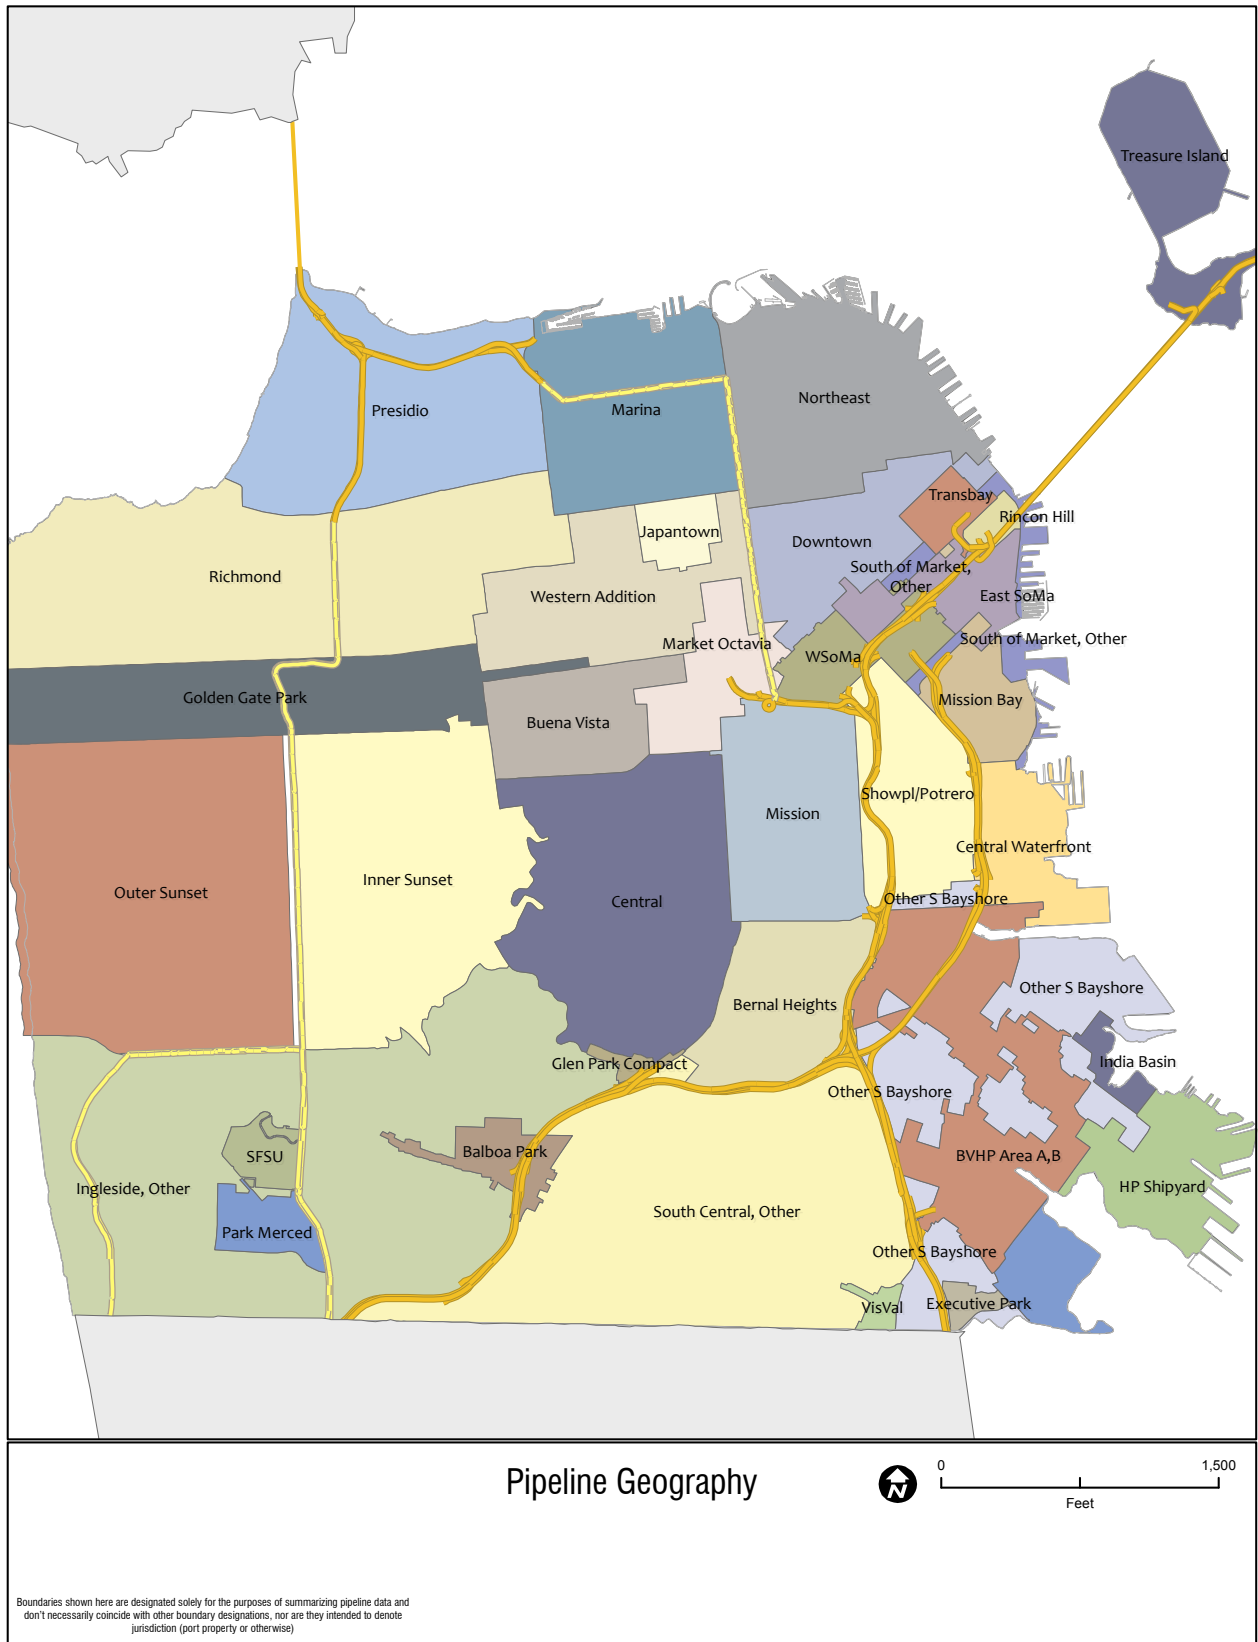 Treasure Island
Northeast
Presidio
Marina
Transbay
Rincon Hill
Japantown
Downtown
South of Market,
Other
Richmond
Western Addition
East SoMa
South of Market, Other
Market Octavia
WSoMa
Golden Gate Park
Mission Bay
Buena Vista
Showpl/Potrero
Mission
Central Waterfront
Inner Sunset
Outer Sunset
Central
Other S Bayshore
Other S Bayshore
Bernal Heights
India Basin
Glen Park Compact
Other S Bayshore
Balboa Park
SFSU
BVHP Area A,B
Ingleside, Other
HP Shipyard
South Central, Other
Park Merced
Other S Bayshore
VisVal
Executive Park
Pipeline Geography
N
0
1,500
Feet
Boundaries shown here are designated solely for the purposes of summarizing pipeline data and
don't necessarily coincide with other boundary designations, nor are they intended to denote
jurisdiction (port property or otherwise)